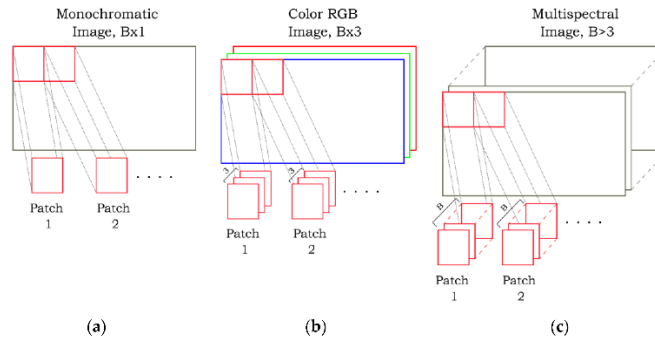 Monochromatic
Image, Bx1
Color RGB
Image, Bx3
Multispectral
Image, B>3
3
3
B
B
Patch
1
Patch
2
Patch
1
Patch
2
Patch
1
Patch
2
(a)
(b)
(c)